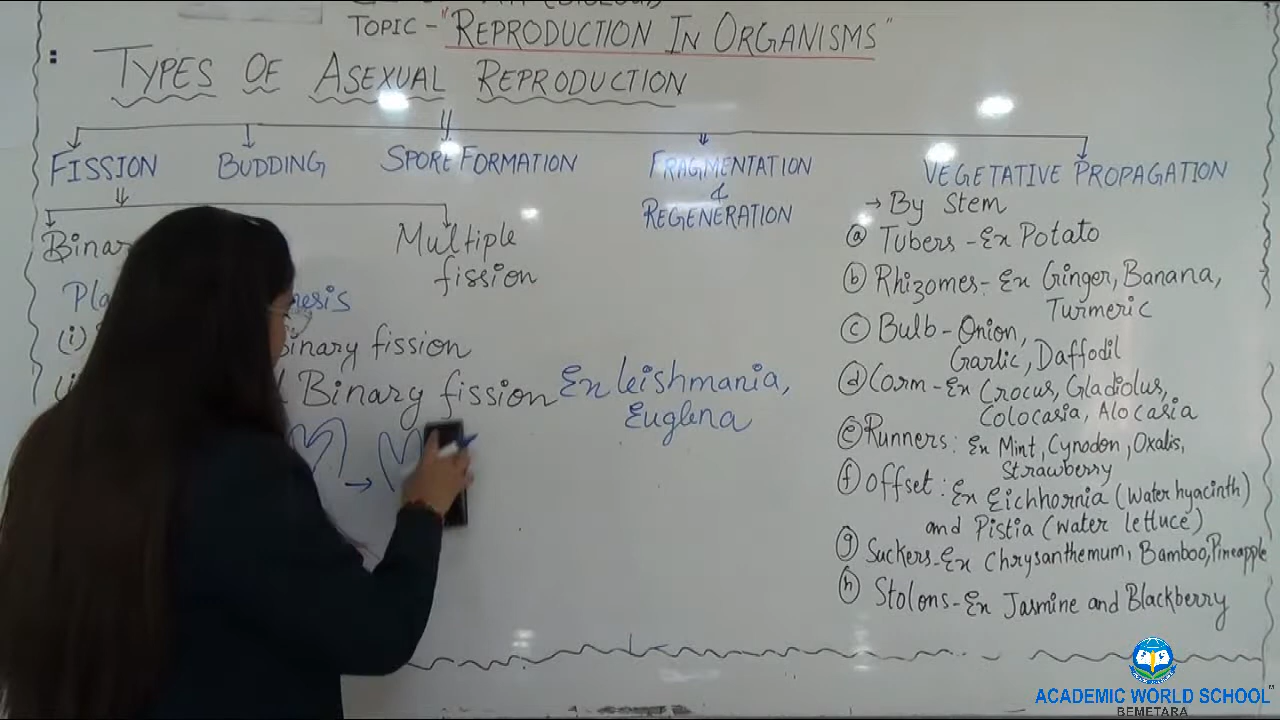 TOPIC - "REPRODUCTION IN ORGANISMS"
: TYPES OF ASEXUAL REPRODUCTION
FISSION
BUDDING
SPORE FORMATION
FRAGMENTATION
&
REGENERATION
VEGETATIVE PROPAGATION
→ By Stem
(a) Tubers - Ex Potato
(b) Rhizomes - Ex Ginger, Banana,
Turmeric
(c) Bulb - Onion,
Garlic, Daffodil
(d) Corm - Ex Crocus, Gladiolus,
Colocasia, Alocasia
(e) Runners: Ex Mint, Cynodon, Oxalis,
Strawberry
(f) Offset: Ex Eichhornia (Water hyacinth)
and Pistia (water lettuce)
(g) Suckers - Ex Chrysanthemum, Bamboo, Pineapple
(h) Stolons - Ex Jasmine and Blackberry
Multiple
fission
(i) Binary fission
Binary fission Ex leishmania,
Euglena
ACADEMIC WORLD SCHOOL
BEMETARA